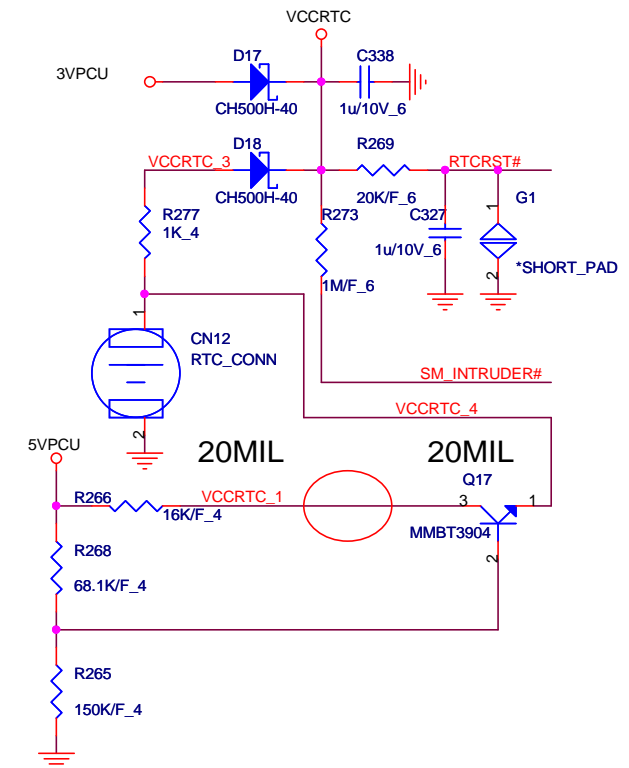 VCCRTC
D17
C338
3VPCU
CH500H-40
1u/10V_6
D18
R269
VCCRTC_3
RTCRST#
CH500H-40
20K/F_6
G1
1
R277
1K_4
R273
C327
1u/10V_6
2
*SHORT_PAD
1M/F_6
1
CN12
RTC_CONN
SM_INTRUDER#
VCCRTC_4
2
5VPCU
20MIL
20MIL
Q17
R266
VCCRTC_1
3
1
16K/F_4
MMBT3904
R268
2
68.1K/F_4
R265
150K/F_4